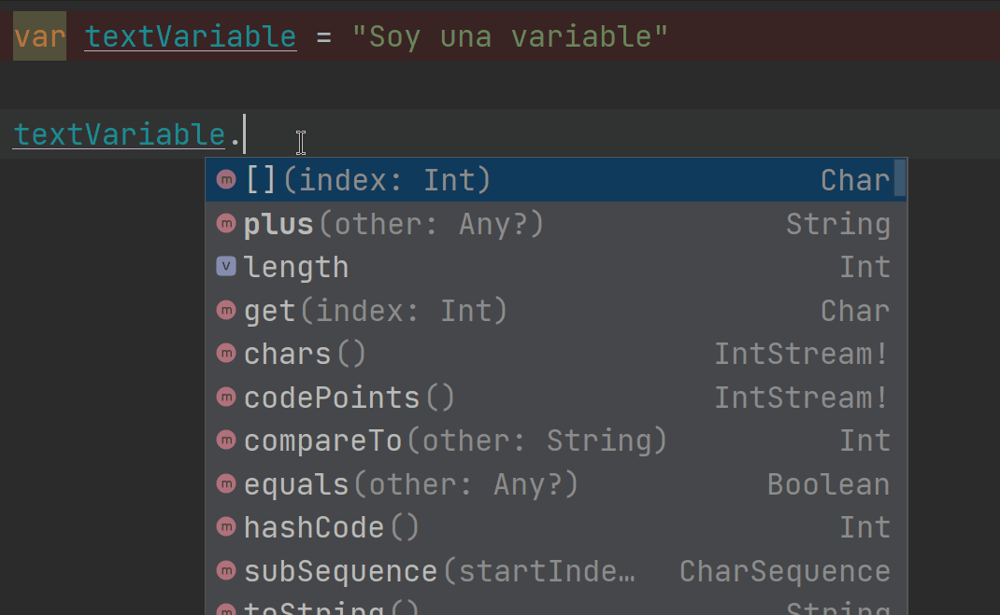 var textVariable = "Soy una variable"
textVariable.
m [](index: Int) Char
m plus(other: Any?) String
v length Int
m get(index: Int) Char
m chars() IntStream!
m codePoints() IntStream!
m compareTo(other: String) Int
m equals(other: Any?) Boolean
m hashCode() Int
m subSequence(startInde… CharSequence
m toString() String